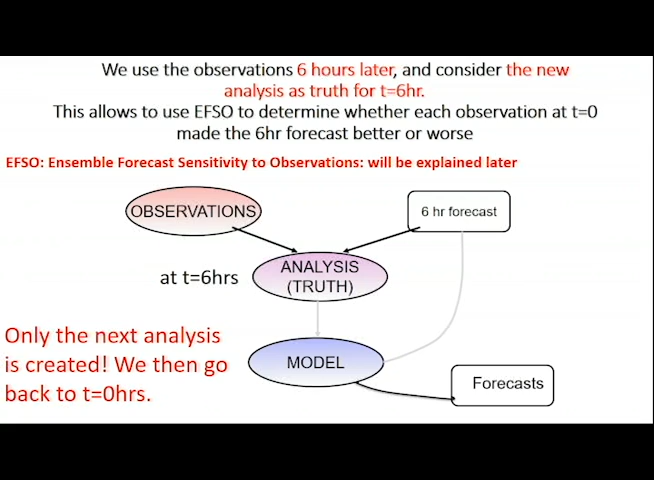 We use the observations 6 hours later, and consider the new
analysis as truth for t=6hr.
This allows to use EFSO to determine whether each observation at t=0
made the 6hr forecast better or worse
EFSO: Ensemble Forecast Sensitivity to Observations: will be explained later
OBSERVATIONS
6 hr forecast
at t=6hrs
ANALYSIS
(TRUTH)
Only the next analysis
is created! We then go
back to t=0hrs.
MODEL
Forecasts